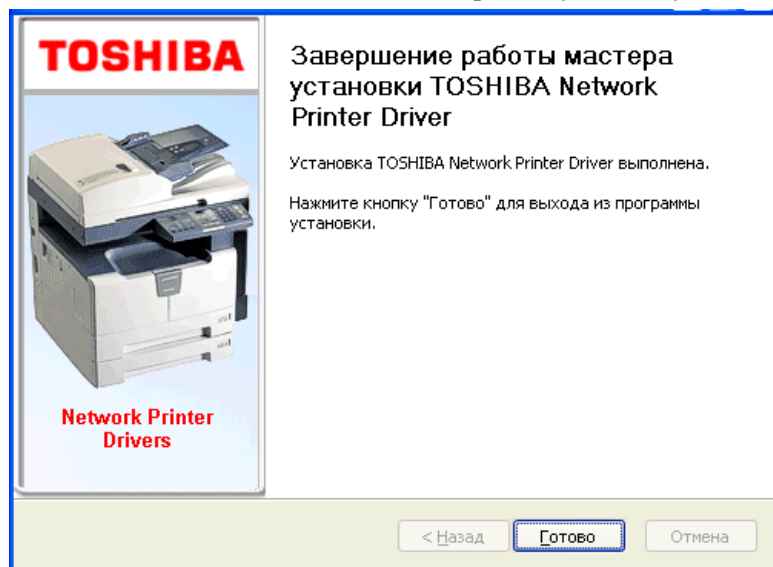 TOSHIBA
Network Printer
Drivers
Завершение работы мастера
установки TOSHIBA Network
Printer Driver
Установка TOSHIBA Network Printer Driver выполнена.
Нажмите кнопку "Готово" для выхода из программы
установки.
< Назад
Готово
Отмена